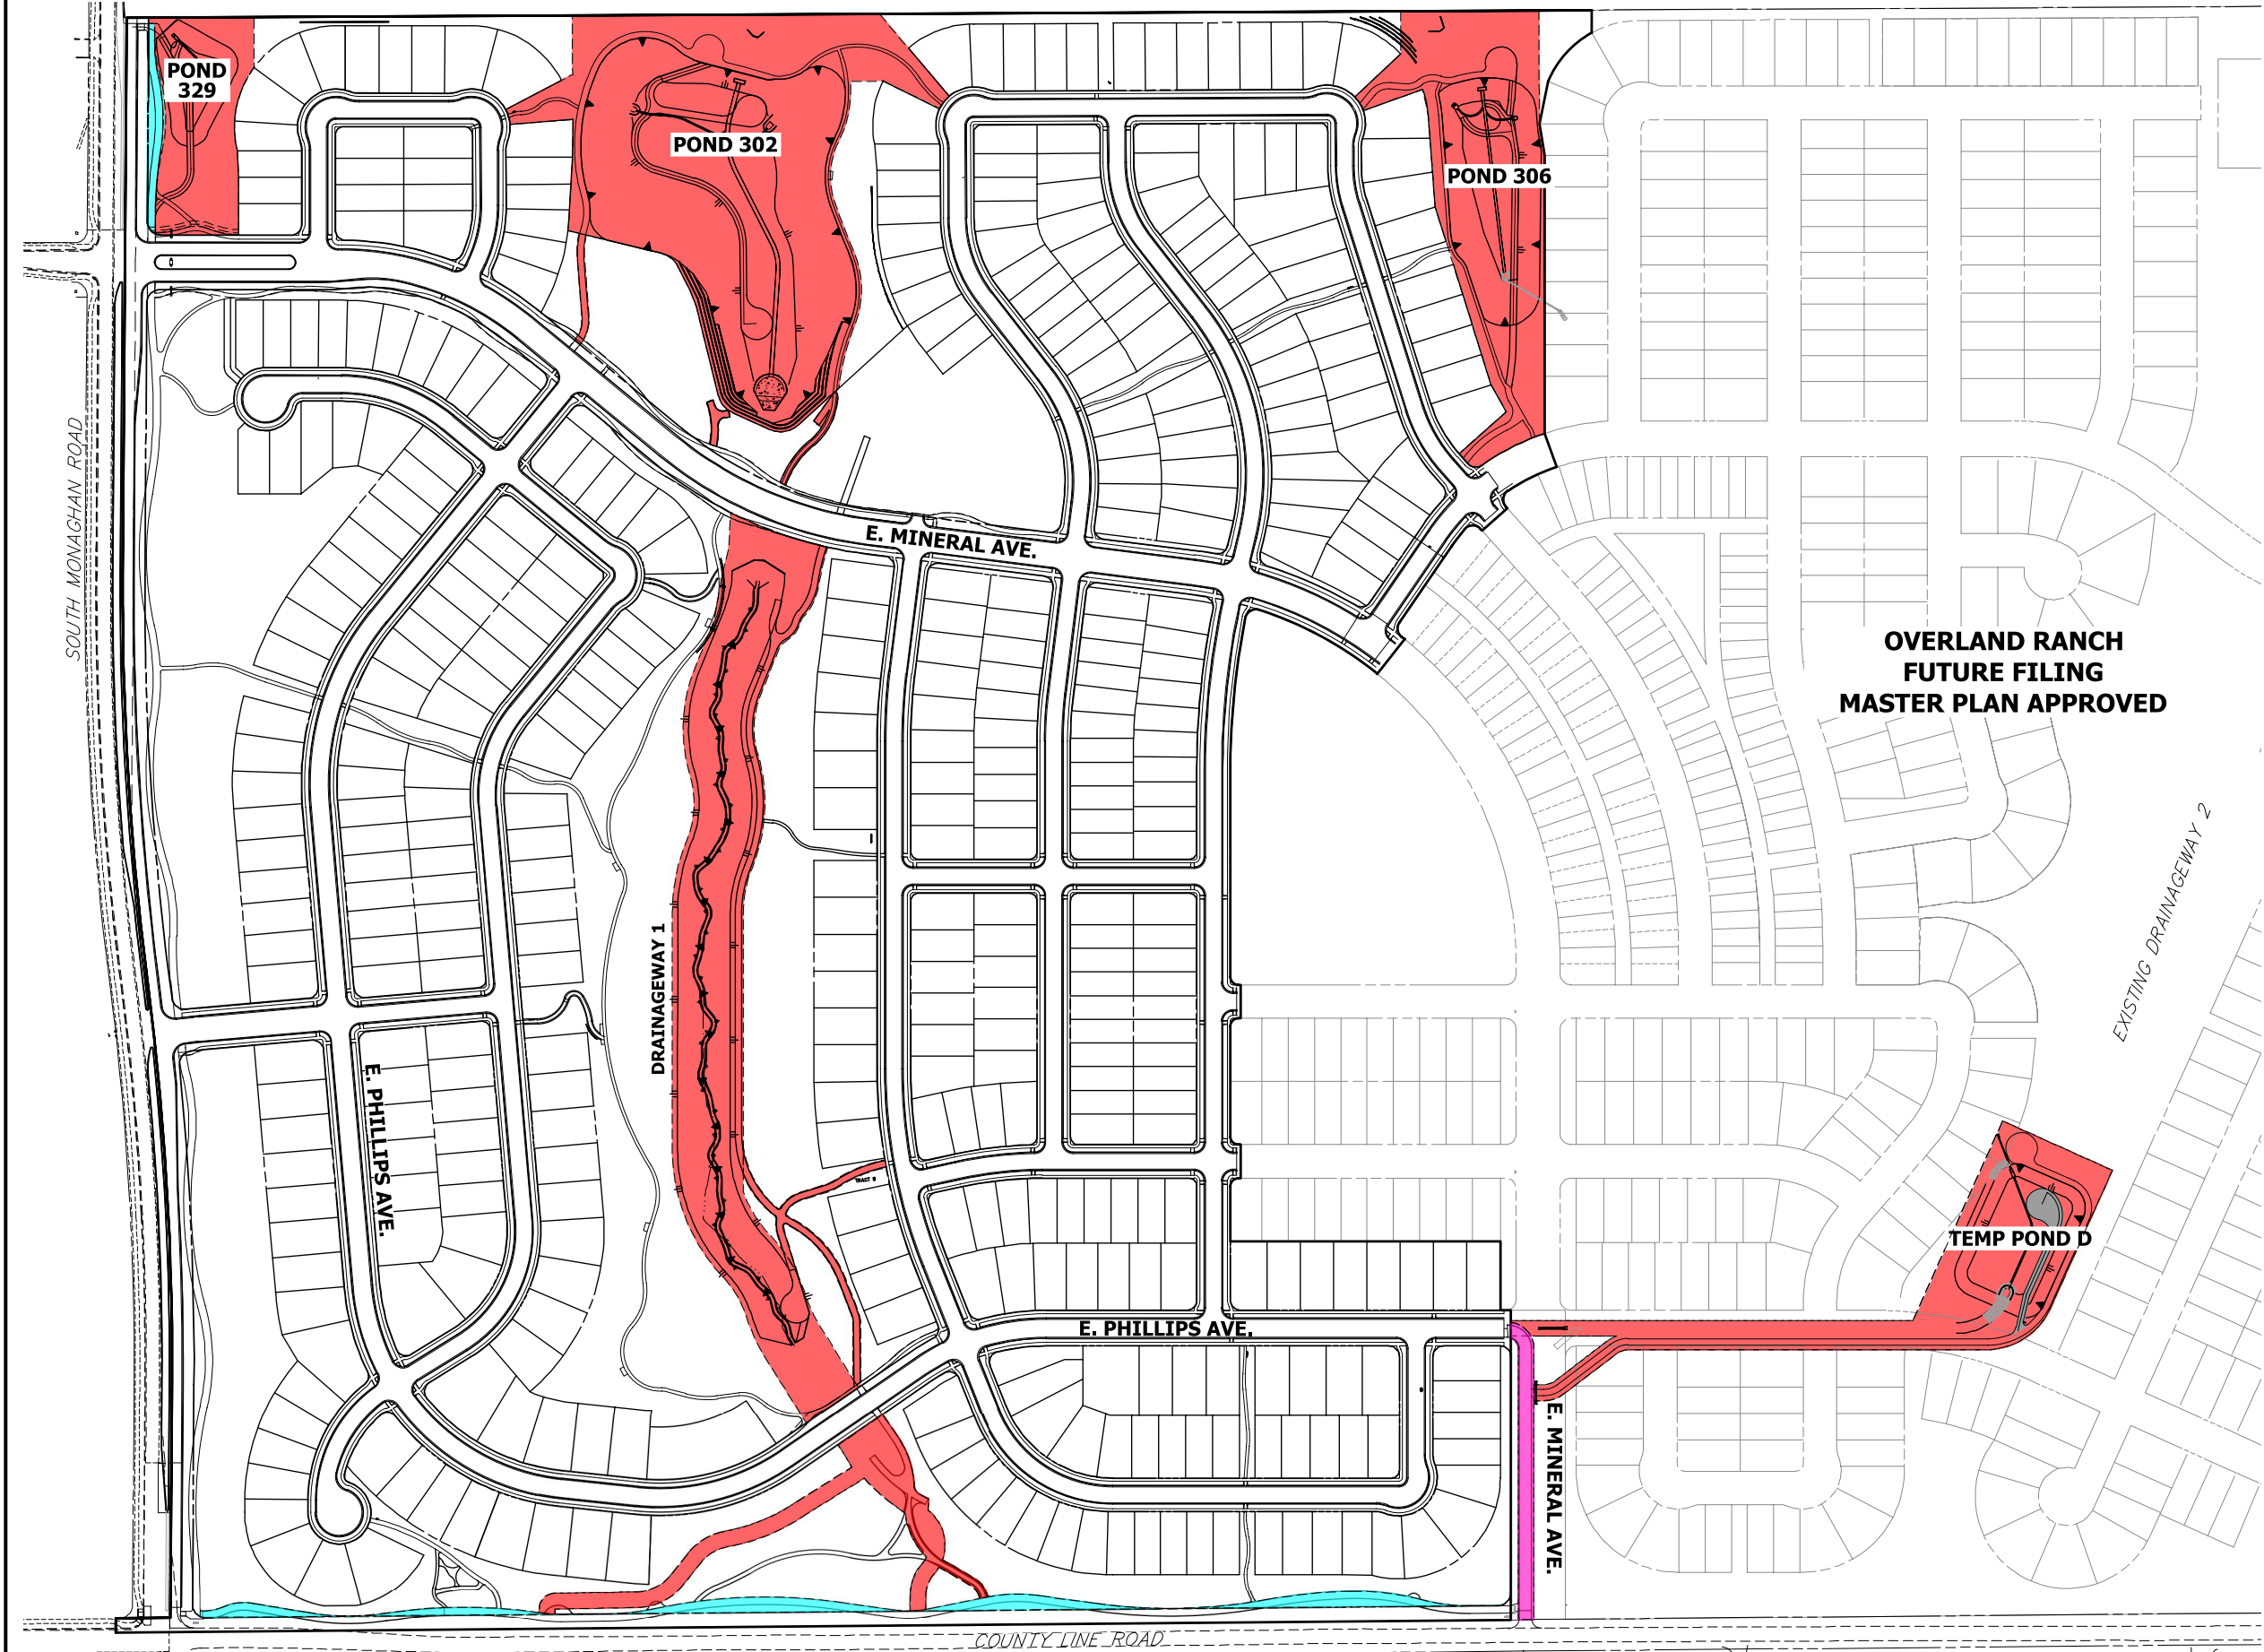 POND
329
POND 302
POND 306
SOUTH MONAGHAN ROAD
E. MINERAL AVE.
OVERLAND RANCH
FUTURE FILING
MASTER PLAN APPROVED
EXISTING DRAINAGEWAY 2
DRAINAGEWAY 1
E. PHILLIPS AVE.
TRACT B
TEMP POND D
E. PHILLIPS AVE.
E. MINERAL AVE.
COUNTY LINE ROAD